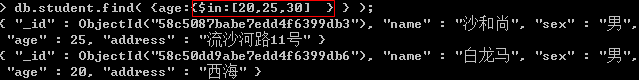 > db.student.find( {age:{$in:[20,25,30]  } } );
{ "_id" : ObjectId("58c5087babe7edd4f6399db3"), "name" : "沙和尚", "sex" : "男",
"age" : 25, "address" : "流沙河路11号" }
{ "_id" : ObjectId("58c50dd9abe7edd4f6399db6"), "name" : "白龙马", "sex" : "男",
"age" : 20, "address" : "西海" }